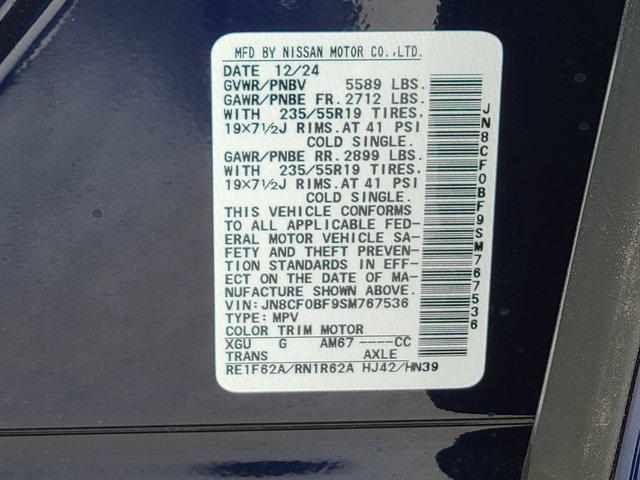 MFD BY NISSAN MOTOR CO.,LTD.
DATE 12/24
GVWR/PNBV 5589 LBS.
GAWR/PNBE FR. 2712 LBS.
WITH 235/55R19 TIRES,
19×7½J RIMS.AT 41 PSI
COLD SINGLE.
GAWR/PNBE RR. 2899 LBS.
WITH 235/55R19 TIRES.
19×7½J RIMS.AT 41 PSI
COLD SINGLE.
THIS VEHICLE CONFORMS
TO ALL APPLICABLE FED-
ERAL MOTOR VEHICLE SA-
FETY AND THEFT PREVEN-
TION STANDARDS IN EFF-
ECT ON THE DATE OF MA-
NUFACTURE SHOWN ABOVE.
VIN: JN8CF0BF9SM767536
TYPE: MPV
COLOR TRIM MOTOR
XGU G AM67 ----CC
TRANS AXLE
RE1F62A/RN1R62A HJ42/HN39
JN8CF0BF9SM767536